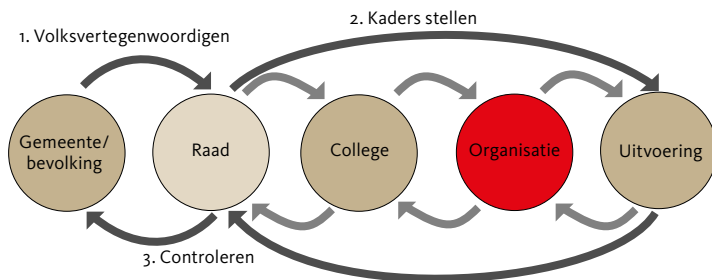 1. Volksvertegenwoordigen
2. Kaders stellen
Gemeente/
bevolking
Raad
College
Organisatie
Uitvoering
3. Controleren